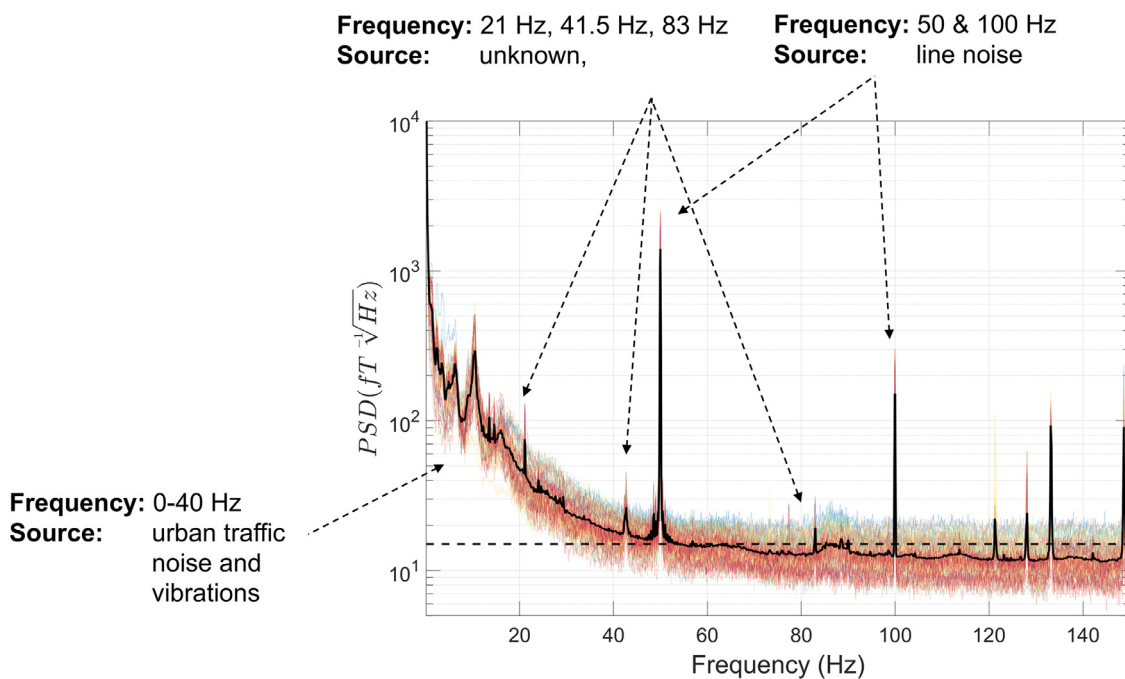 Frequency: 21 Hz, 41.5 Hz, 83 Hz
Source: unknown,
Frequency: 50 & 100 Hz
Source: line noise
10^4
10^3
10^2
10^1
PSD(fT ^{-1}\sqrt{Hz})
Frequency: 0-40 Hz
Source: urban traffic
noise and
vibrations
20 40 60 80 100 120 140
Frequency (Hz)